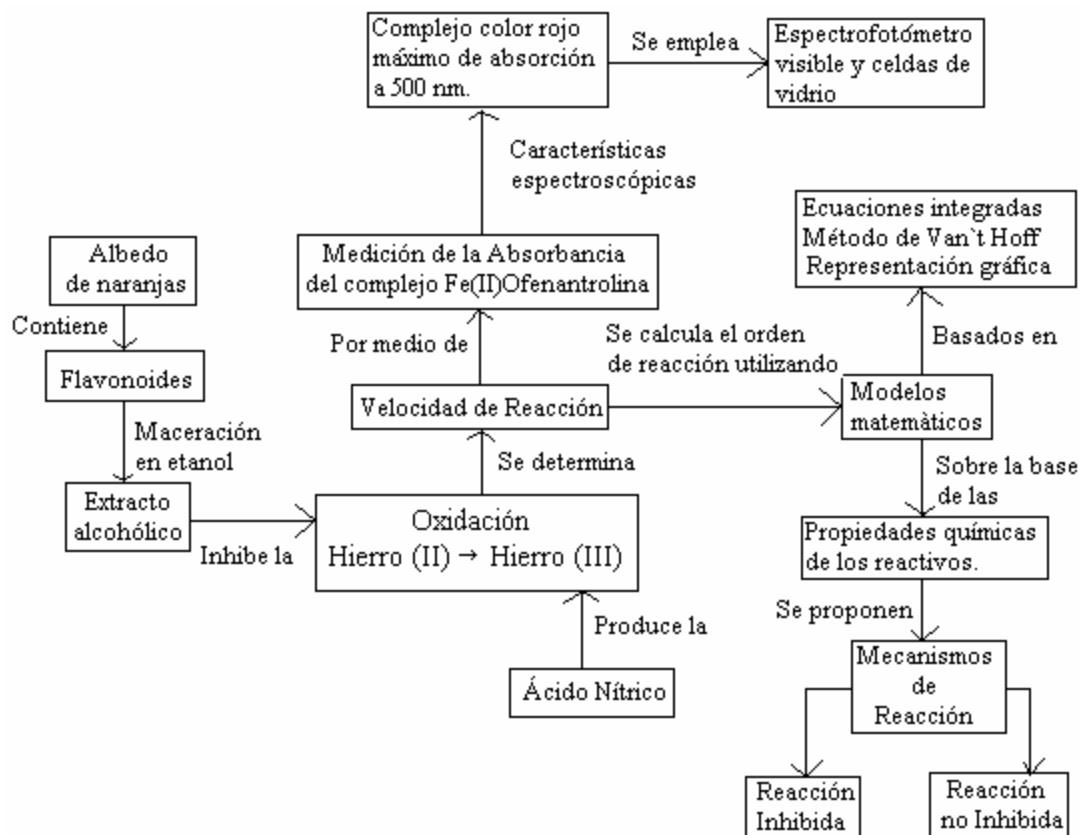 Complejo color rojo
máximo de absorción
a 500 nm.
Se emplea
Espectrofotómetro
visible y celdas de
vidrio
Características
espectroscópicas
Medición de la Absorbancia
del complejo Fe(II)Ofenantrolina
Ecuaciones integradas
Método de Van`t Hoff
Representación gráfica
Albedo
de naranjas
Contiene
Flavonoides
Maceración
en etanol
Extracto
alcohólico
Inhibe la
Por medio de
Velocidad de Reacción
Se determina
Oxidación
Hierro (II) → Hierro (III)
Produce la
Ácido Nítrico
Se calcula el orden
de reacción utilizando
Basados en
Modelos
matemàticos
Sobre la base
de las
Propiedades químicas
de los reactivos.
Se proponen
Mecanismos
de
Reacción
Reacción
Inhibida
Reacción
no Inhibida